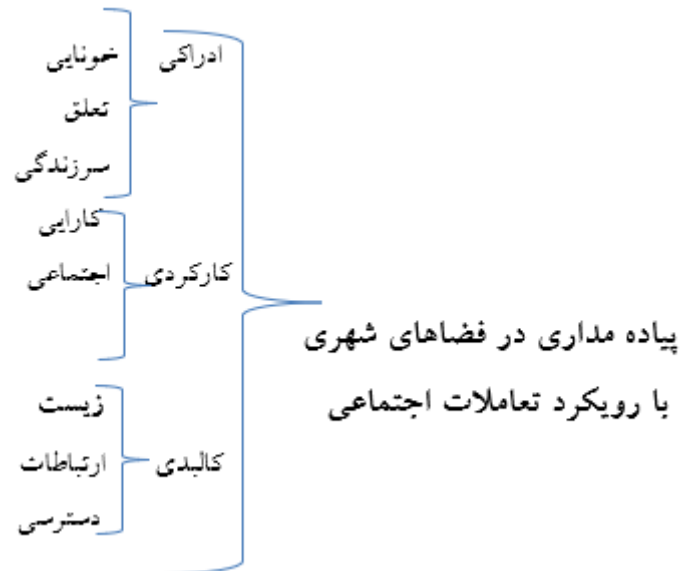 پیاده مداری در فضاهای شهری
با رویکرد تعاملات اجتماعی
ادراکی
خونایی
تعلق
سرزندگی
کارکردی
کارایی
اجتماعی
کالبدی
زیست
ارتباطات
دسترسی